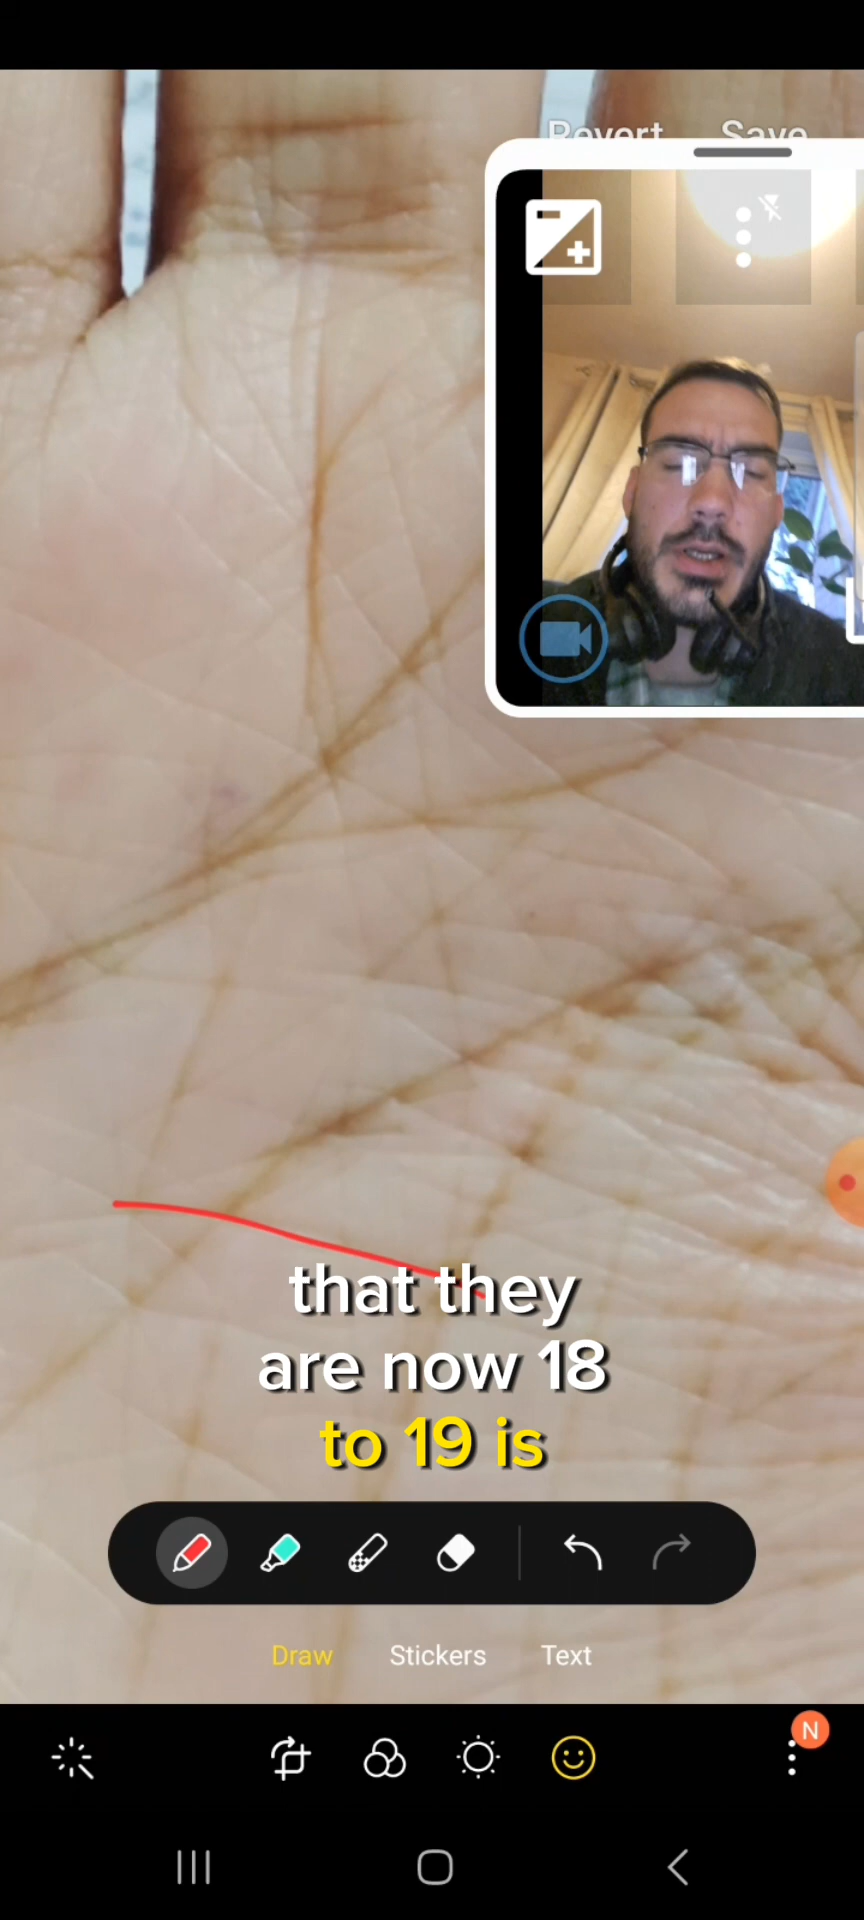 Revert Save
that they
are now 18
to 19 is
Draw Stickers Text
N